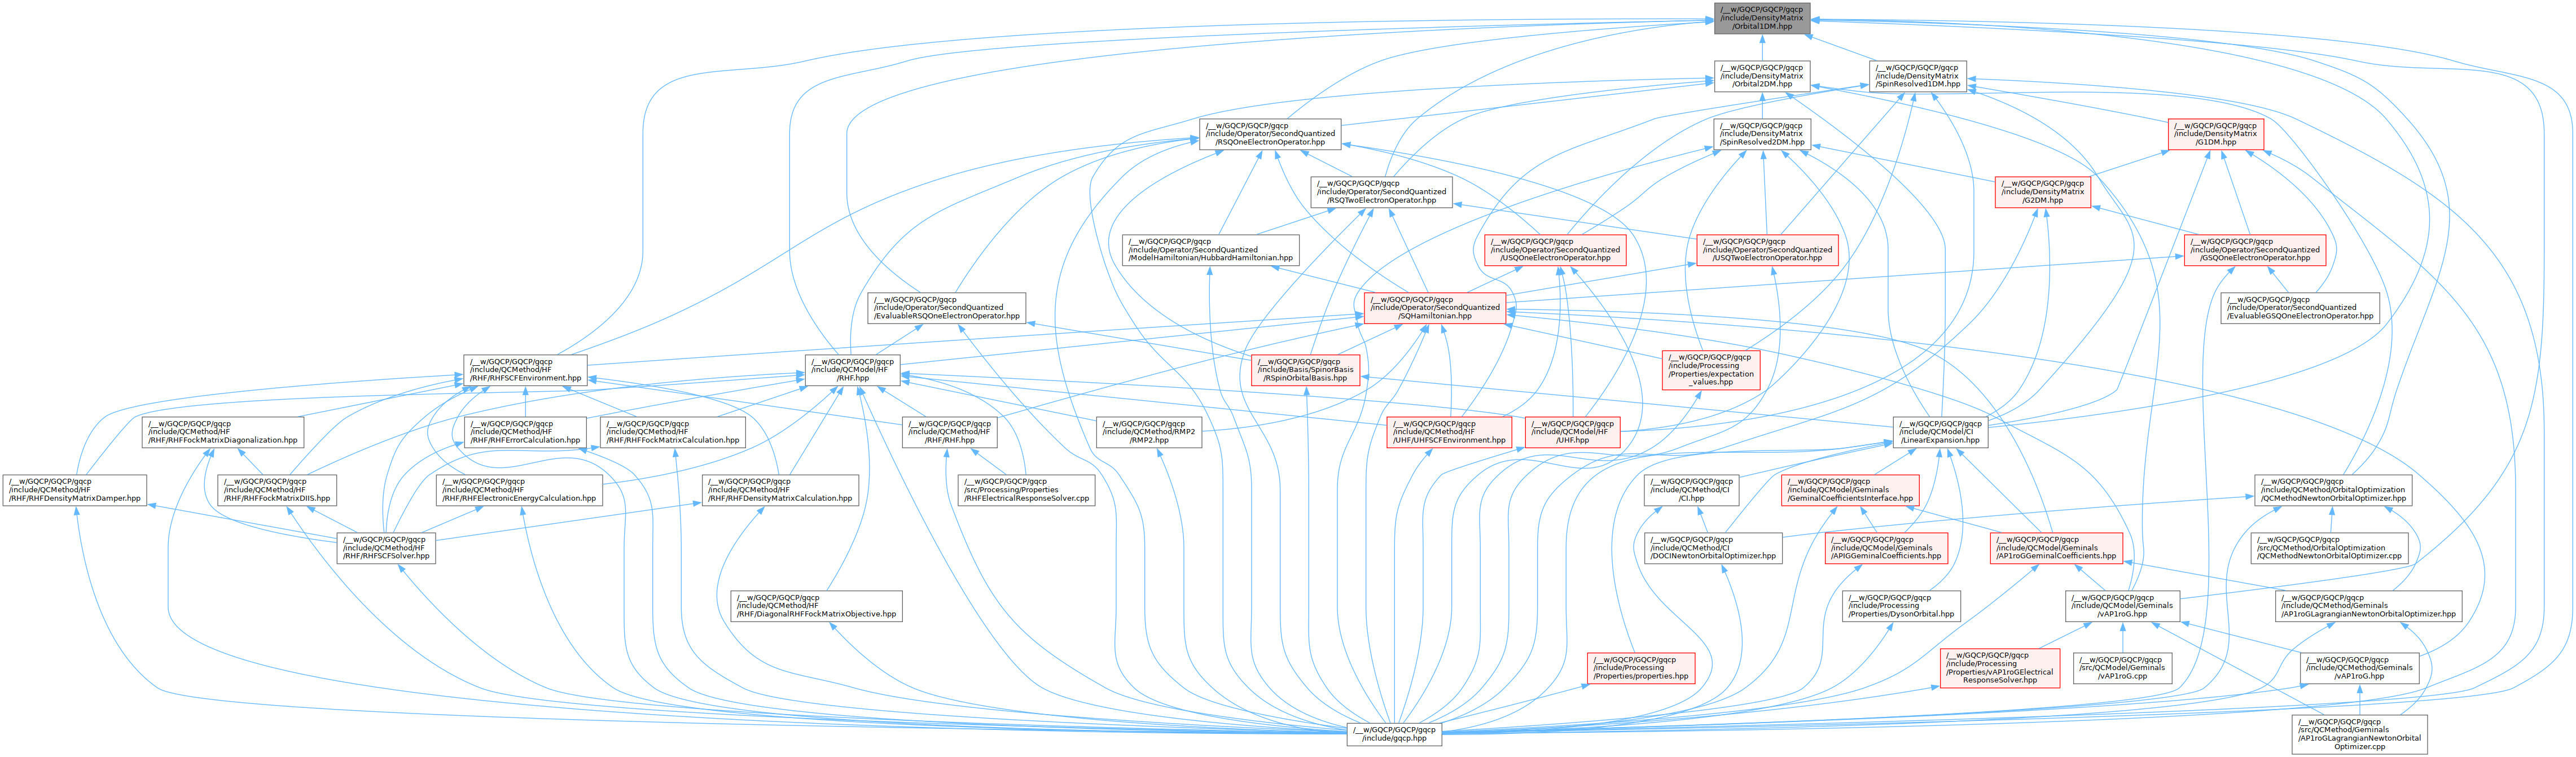 /__w/GQCP/GQCP/gqcp
/include/DensityMatrix
/Orbital1DM.hpp
/__w/GQCP/GQCP/gqcp
/include/DensityMatrix
/Orbital2DM.hpp
/__w/GQCP/GQCP/gqcp
/include/DensityMatrix
/SpinResolved1DM.hpp
/__w/GQCP/GQCP/gqcp
/include/Operator/SecondQuantized
/RSQOneElectronOperator.hpp
/__w/GQCP/GQCP/gqcp
/include/DensityMatrix
/SpinResolved2DM.hpp
/__w/GQCP/GQCP/gqcp
/include/DensityMatrix
/G1DM.hpp
/__w/GQCP/GQCP/gqcp
/include/Operator/SecondQuantized
/RSQTwoElectronOperator.hpp
/__w/GQCP/GQCP/gqcp
/include/DensityMatrix
/G2DM.hpp
/__w/GQCP/GQCP/gqcp
/include/Operator/SecondQuantized
/ModelHamiltonian/HubbardHamiltonian.hpp
/__w/GQCP/GQCP/gqcp
/include/Operator/SecondQuantized
/USQOneElectronOperator.hpp
/__w/GQCP/GQCP/gqcp
/include/Operator/SecondQuantized
/USQTwoElectronOperator.hpp
/__w/GQCP/GQCP/gqcp
/include/Operator/SecondQuantized
/GSQOneElectronOperator.hpp
/__w/GQCP/GQCP/gqcp
/include/Operator/SecondQuantized
/EvaluableRSQOneElectronOperator.hpp
/__w/GQCP/GQCP/gqcp
/include/Operator/SecondQuantized
/SQHamiltonian.hpp
/__w/GQCP/GQCP/gqcp
/include/Operator/SecondQuantized
/EvaluableGSQOneElectronOperator.hpp
/__w/GQCP/GQCP/gqcp
/include/QCMethod/HF
/RHF/RHFSCFEnvironment.hpp
/__w/GQCP/GQCP/gqcp
/include/QCModel/HF
/RHF.hpp
/__w/GQCP/GQCP/gqcp
/include/Basis/SpinorBasis
/RSpinOrbitalBasis.hpp
/__w/GQCP/GQCP/gqcp
/include/Processing
/Properties/expectation
_values.hpp
/__w/GQCP/GQCP/gqcp
/include/QCMethod/HF
/RHF/RHFFockMatrixDiagonalization.hpp
/__w/GQCP/GQCP/gqcp
/include/QCMethod/HF
/RHF/RHFErrorCalculation.hpp
/__w/GQCP/GQCP/gqcp
/include/QCMethod/HF
/RHF/RHFFockMatrixCalculation.hpp
/__w/GQCP/GQCP/gqcp
/include/QCMethod/HF
/RHF/RHF.hpp
/__w/GQCP/GQCP/gqcp
/include/QCMethod/RMP2
/RMP2.hpp
/__w/GQCP/GQCP/gqcp
/include/QCMethod/HF
/UHF/UHFSCFEnvironment.hpp
/__w/GQCP/GQCP/gqcp
/include/QCModel/HF
/UHF.hpp
/__w/GQCP/GQCP/gqcp
/include/QCModel/CI
/LinearExpansion.hpp
/__w/GQCP/GQCP/gqcp
/include/QCMethod/HF
/RHF/RHFDensityMatrixDamper.hpp
/__w/GQCP/GQCP/gqcp
/include/QCMethod/HF
/RHF/RHFFockMatrixDIIS.hpp
/__w/GQCP/GQCP/gqcp
/include/QCMethod/HF
/RHF/RHFElectronicEnergyCalculation.hpp
/__w/GQCP/GQCP/gqcp
/include/QCMethod/HF
/RHF/RHFDensityMatrixCalculation.hpp
/__w/GQCP/GQCP/gqcp
/src/Processing/Properties
/RHFElectricalResponseSolver.cpp
/__w/GQCP/GQCP/gqcp
/include/QCMethod/CI
/CI.hpp
/__w/GQCP/GQCP/gqcp
/include/QCModel/Geminals
/GeminalCoefficientsInterface.hpp
/__w/GQCP/GQCP/gqcp
/include/QCMethod/OrbitalOptimization
/QCMethodNewtonOrbitalOptimizer.hpp
/__w/GQCP/GQCP/gqcp
/include/QCMethod/HF
/RHF/RHFSCFSolver.hpp
/__w/GQCP/GQCP/gqcp
/include/QCMethod/CI
/DOCINewtonOrbitalOptimizer.hpp
/__w/GQCP/GQCP/gqcp
/include/QCModel/Geminals
/APIGGeminalCoefficients.hpp
/__w/GQCP/GQCP/gqcp
/include/QCModel/Geminals
/AP1roGGeminalCoefficients.hpp
/__w/GQCP/GQCP/gqcp
/src/QCMethod/OrbitalOptimization
/QCMethodNewtonOrbitalOptimizer.cpp
/__w/GQCP/GQCP/gqcp
/include/QCMethod/HF
/RHF/DiagonalRHFFockMatrixObjective.hpp
/__w/GQCP/GQCP/gqcp
/include/Processing
/Properties/DysonOrbital.hpp
/__w/GQCP/GQCP/gqcp
/include/QCModel/Geminals
/vAP1roG.hpp
/__w/GQCP/GQCP/gqcp
/include/QCMethod/Geminals
/AP1roGLagrangianNewtonOrbitalOptimizer.hpp
/__w/GQCP/GQCP/gqcp
/include/Processing
/Properties/properties.hpp
/__w/GQCP/GQCP/gqcp
/include/Processing
/Properties/vAP1roGElectrical
ResponseSolver.hpp
/__w/GQCP/GQCP/gqcp
/src/QCModel/Geminals
/vAP1roG.cpp
/__w/GQCP/GQCP/gqcp
/include/QCMethod/Geminals
/vAP1roG.hpp
/__w/GQCP/GQCP/gqcp
/include/gqcp.hpp
/__w/GQCP/GQCP/gqcp
/src/QCMethod/Geminals
/AP1roGLagrangianNewtonOrbital
Optimizer.cpp